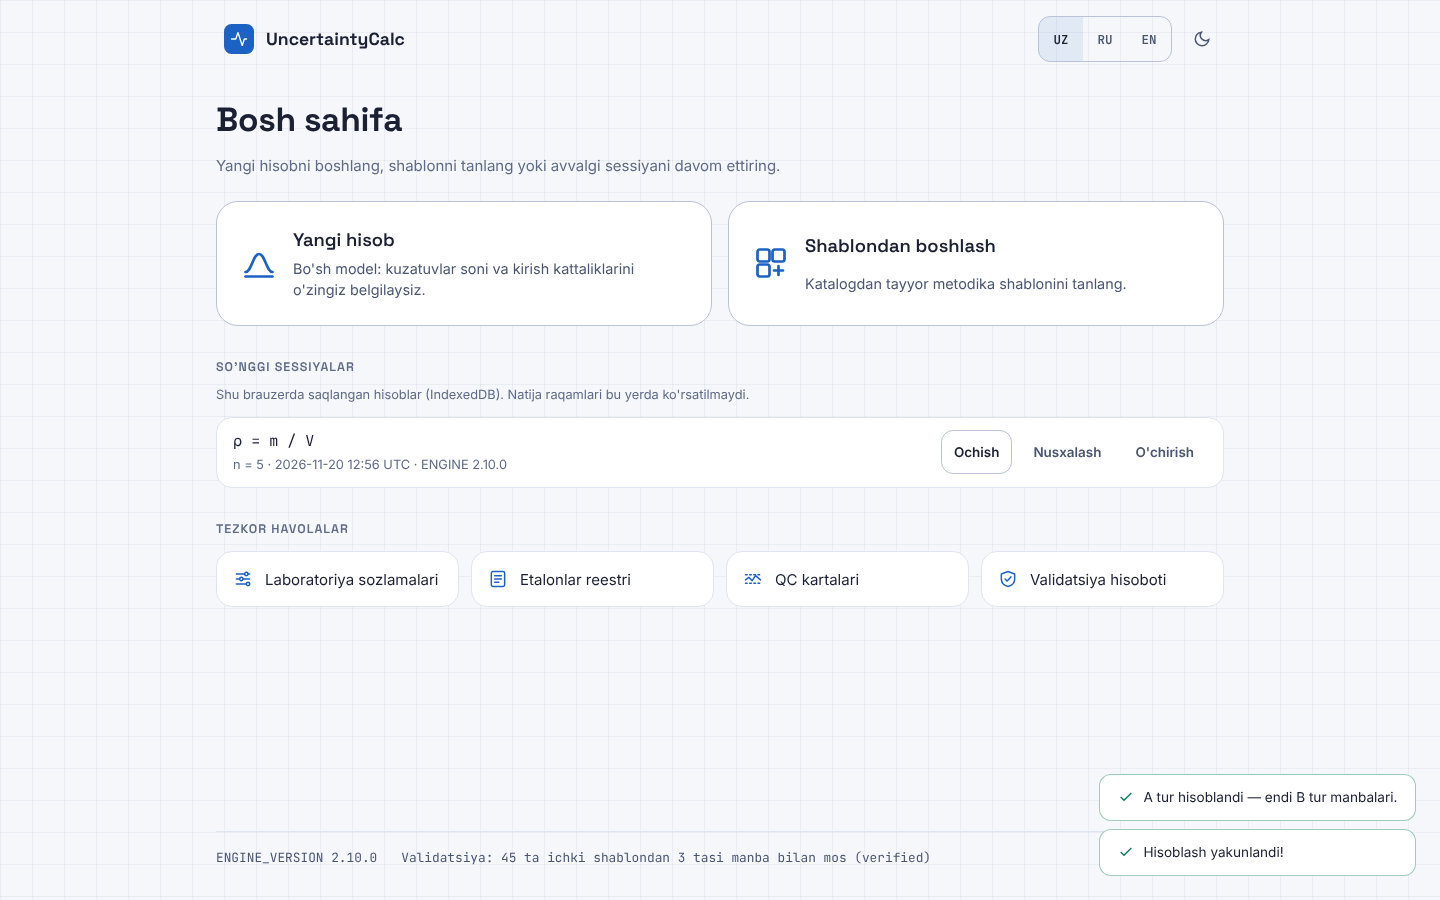 UncertaintyCalc
UZ RU EN
Bosh sahifa
Yangi hisobni boshlang, shablonni tanlang yoki avvalgi sessiyani davom ettiring.
Yangi hisob
Bo'sh model: kuzatuvlar soni va kirish kattaliklarini
o'zingiz belgilaysiz.
Shablondan boshlash
Katalogdan tayyor metodika shablonini tanlang.
SO'NGGI SESSIYALAR
Shu brauzerda saqlangan hisoblar (IndexedDB). Natija raqamlari bu yerda ko'rsatilmaydi.
ρ = m / V
n = 5 · 2026-11-20 12:56 UTC · ENGINE 2.10.0
Ochish Nusxalash O'chirish
TEZKOR HAVOLALAR
Laboratoriya sozlamalari
Etalonlar reestri
QC kartalari
Validatsiya hisoboti
A tur hisoblandi — endi B tur manbalari.
Hisoblash yakunlandi!
ENGINE_VERSION 2.10.0 Validatsiya: 45 ta ichki shablondan 3 tasi manba bilan mos (verified)